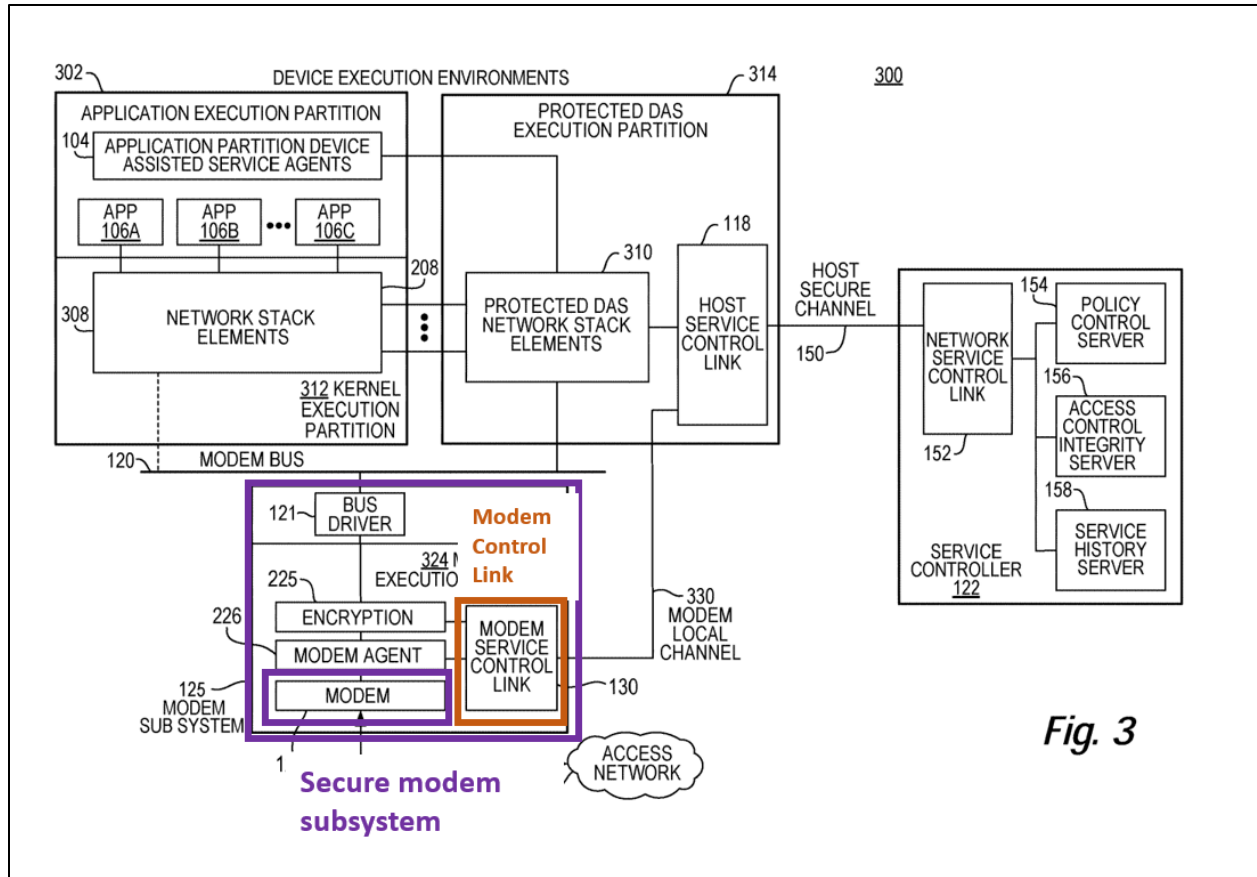 302
DEVICE EXECUTION ENVIRONMENTS
314
300
APPLICATION EXECUTION PARTITION
PROTECTED DAS
EXECUTION PARTITION
104
APPLICATION PARTITION DEVICE
ASSISTED SERVICE AGENTS
APP
106A
APP
106B
•••
APP
106C
118
208
310
308
NETWORK STACK
ELEMENTS
PROTECTED DAS
NETWORK STACK
ELEMENTS
HOST
SERVICE
CONTROL
LINK
HOST
SECURE
CHANNEL
150
312 KERNEL
EXECUTION
PARTITION
154
POLICY
CONTROL
SERVER
NETWORK
SERVICE
CONTROL
LINK
152
156
ACCESS
CONTROL
INTEGRITY
SERVER
158
SERVICE
HISTORY
SERVER
SERVICE
CONTROLLER
122
120
MODEM BUS
121
BUS
DRIVER
Modem
Control
Link
324
EXECUTIO
225
ENCRYPTION
226
MODEM AGENT
MODEM
SERVICE
CONTROL
LINK
330
MODEM
LOCAL
CHANNEL
125
MODEM
SUB SYSTEM
MODEM
130
1
Secure modem
subsystem
ACCESS
NETWORK
Fig. 3